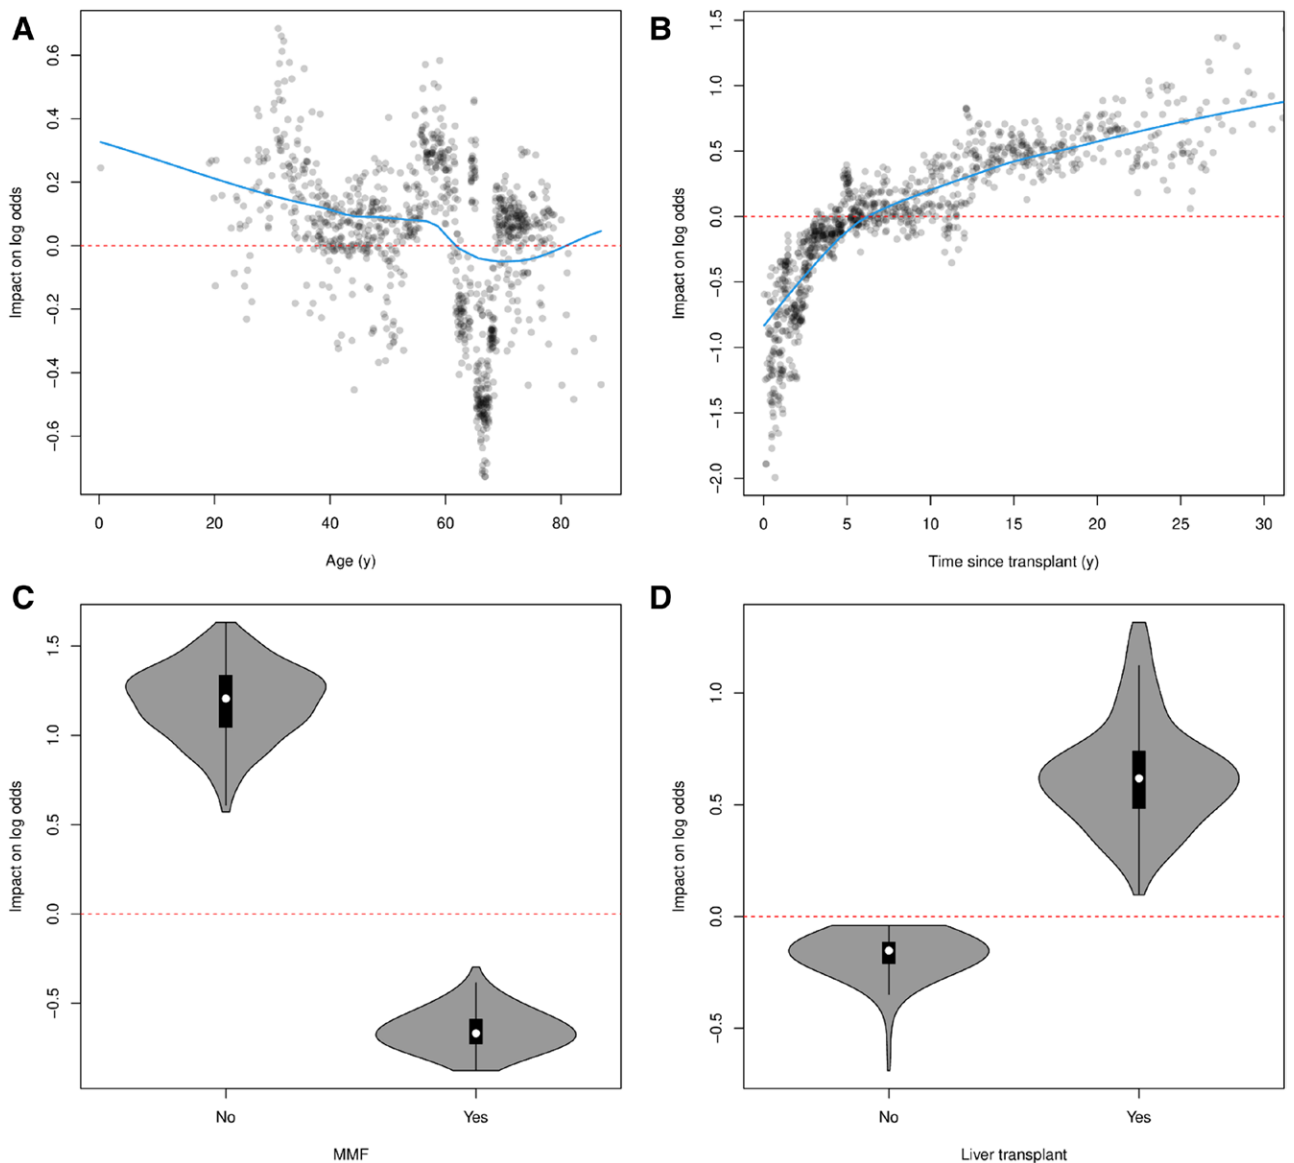 A
Impact on log odds
0.6
0.4
0.2
0.0
−0.2
−0.4
−0.6
0 20 40 60 80
Age (y)
B
Impact on log odds
1.5
1.0
0.5
0.0
−0.5
−1.0
−1.5
−2.0
0 5 10 15 20 25 30
Time since transplant (y)
C
Impact on log odds
1.5
1.0
0.5
0.0
−0.5
No Yes
MMF
D
Impact on log odds
1.0
0.5
0.0
−0.5
No Yes
Liver transplant